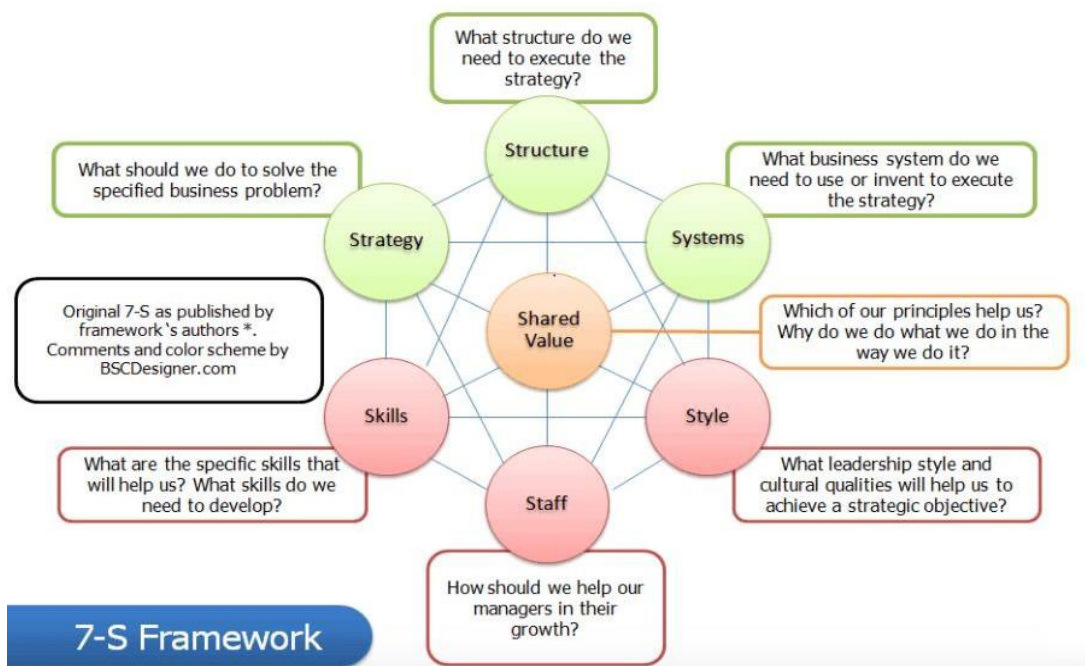 What structure do we
need to execute the
strategy?
Structure
What should we do to solve the
specified business problem?
What business system do we
need to use or invent to execute
the strategy?
Strategy
Systems
Original 7-S as published by
framework‘s authors *.
Comments and color scheme by
BSCDesigner.com
Shared
Value
Which of our principles help us?
Why do we do what we do in the
way we do it?
Skills
Style
What are the specific skills that
will help us? What skills do we
need to develop?
What leadership style and
cultural qualities will help us to
achieve a strategic objective?
Staff
How should we help our
managers in their
growth?
7-S Framework